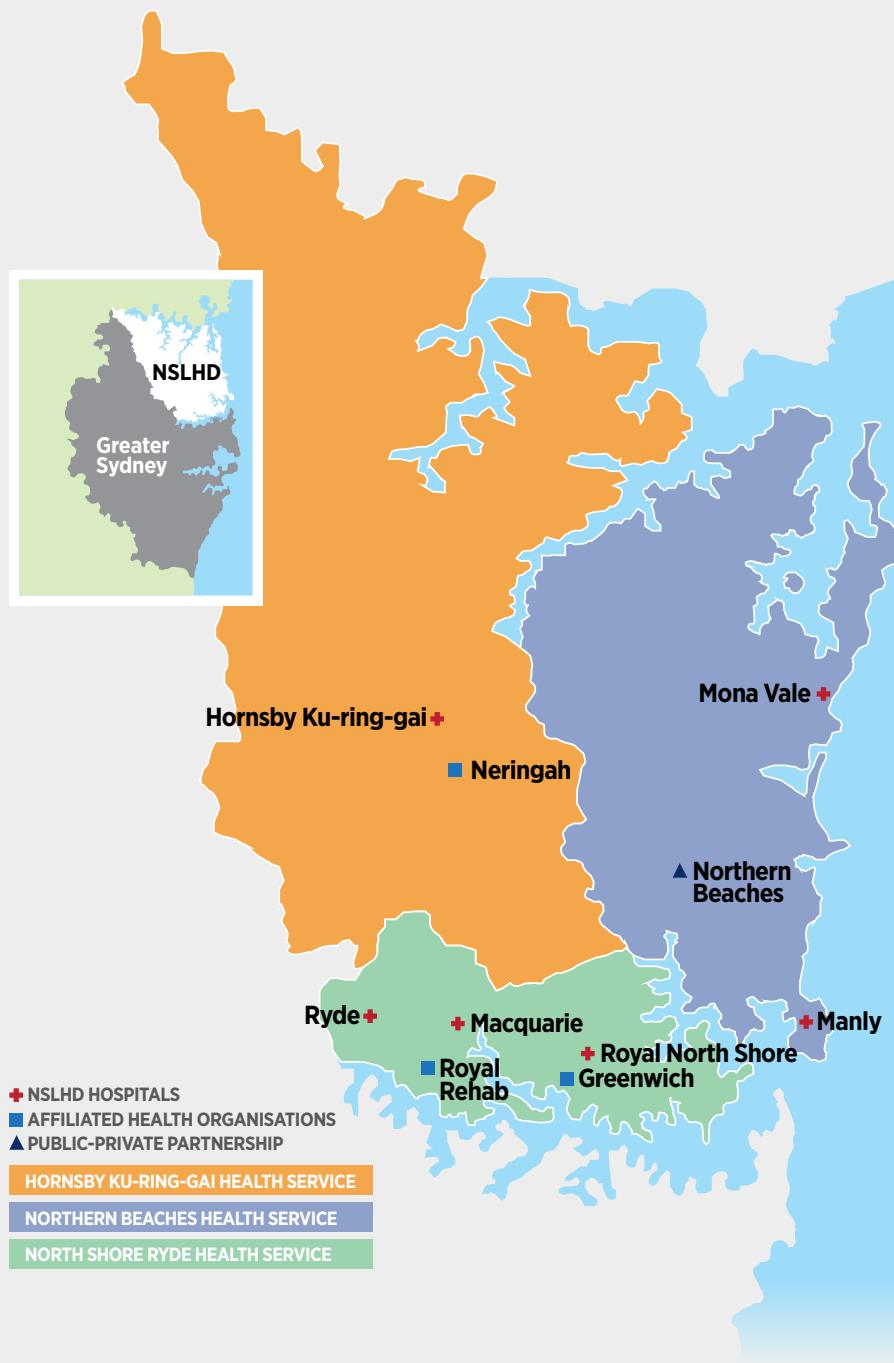 NSLHD
Greater
Sydney
Mona Vale
Hornsby Ku-ring-gai
Neringah
Northern
Beaches
Ryde
Macquarie
Manly
Royal North Shore
Royal
Rehab
Greenwich
NSLHD HOSPITALS
AFFILIATED HEALTH ORGANISATIONS
PUBLIC-PRIVATE PARTNERSHIP
HORNSBY KU-RING-GAI HEALTH SERVICE
NORTHERN BEACHES HEALTH SERVICE
NORTH SHORE RYDE HEALTH SERVICE